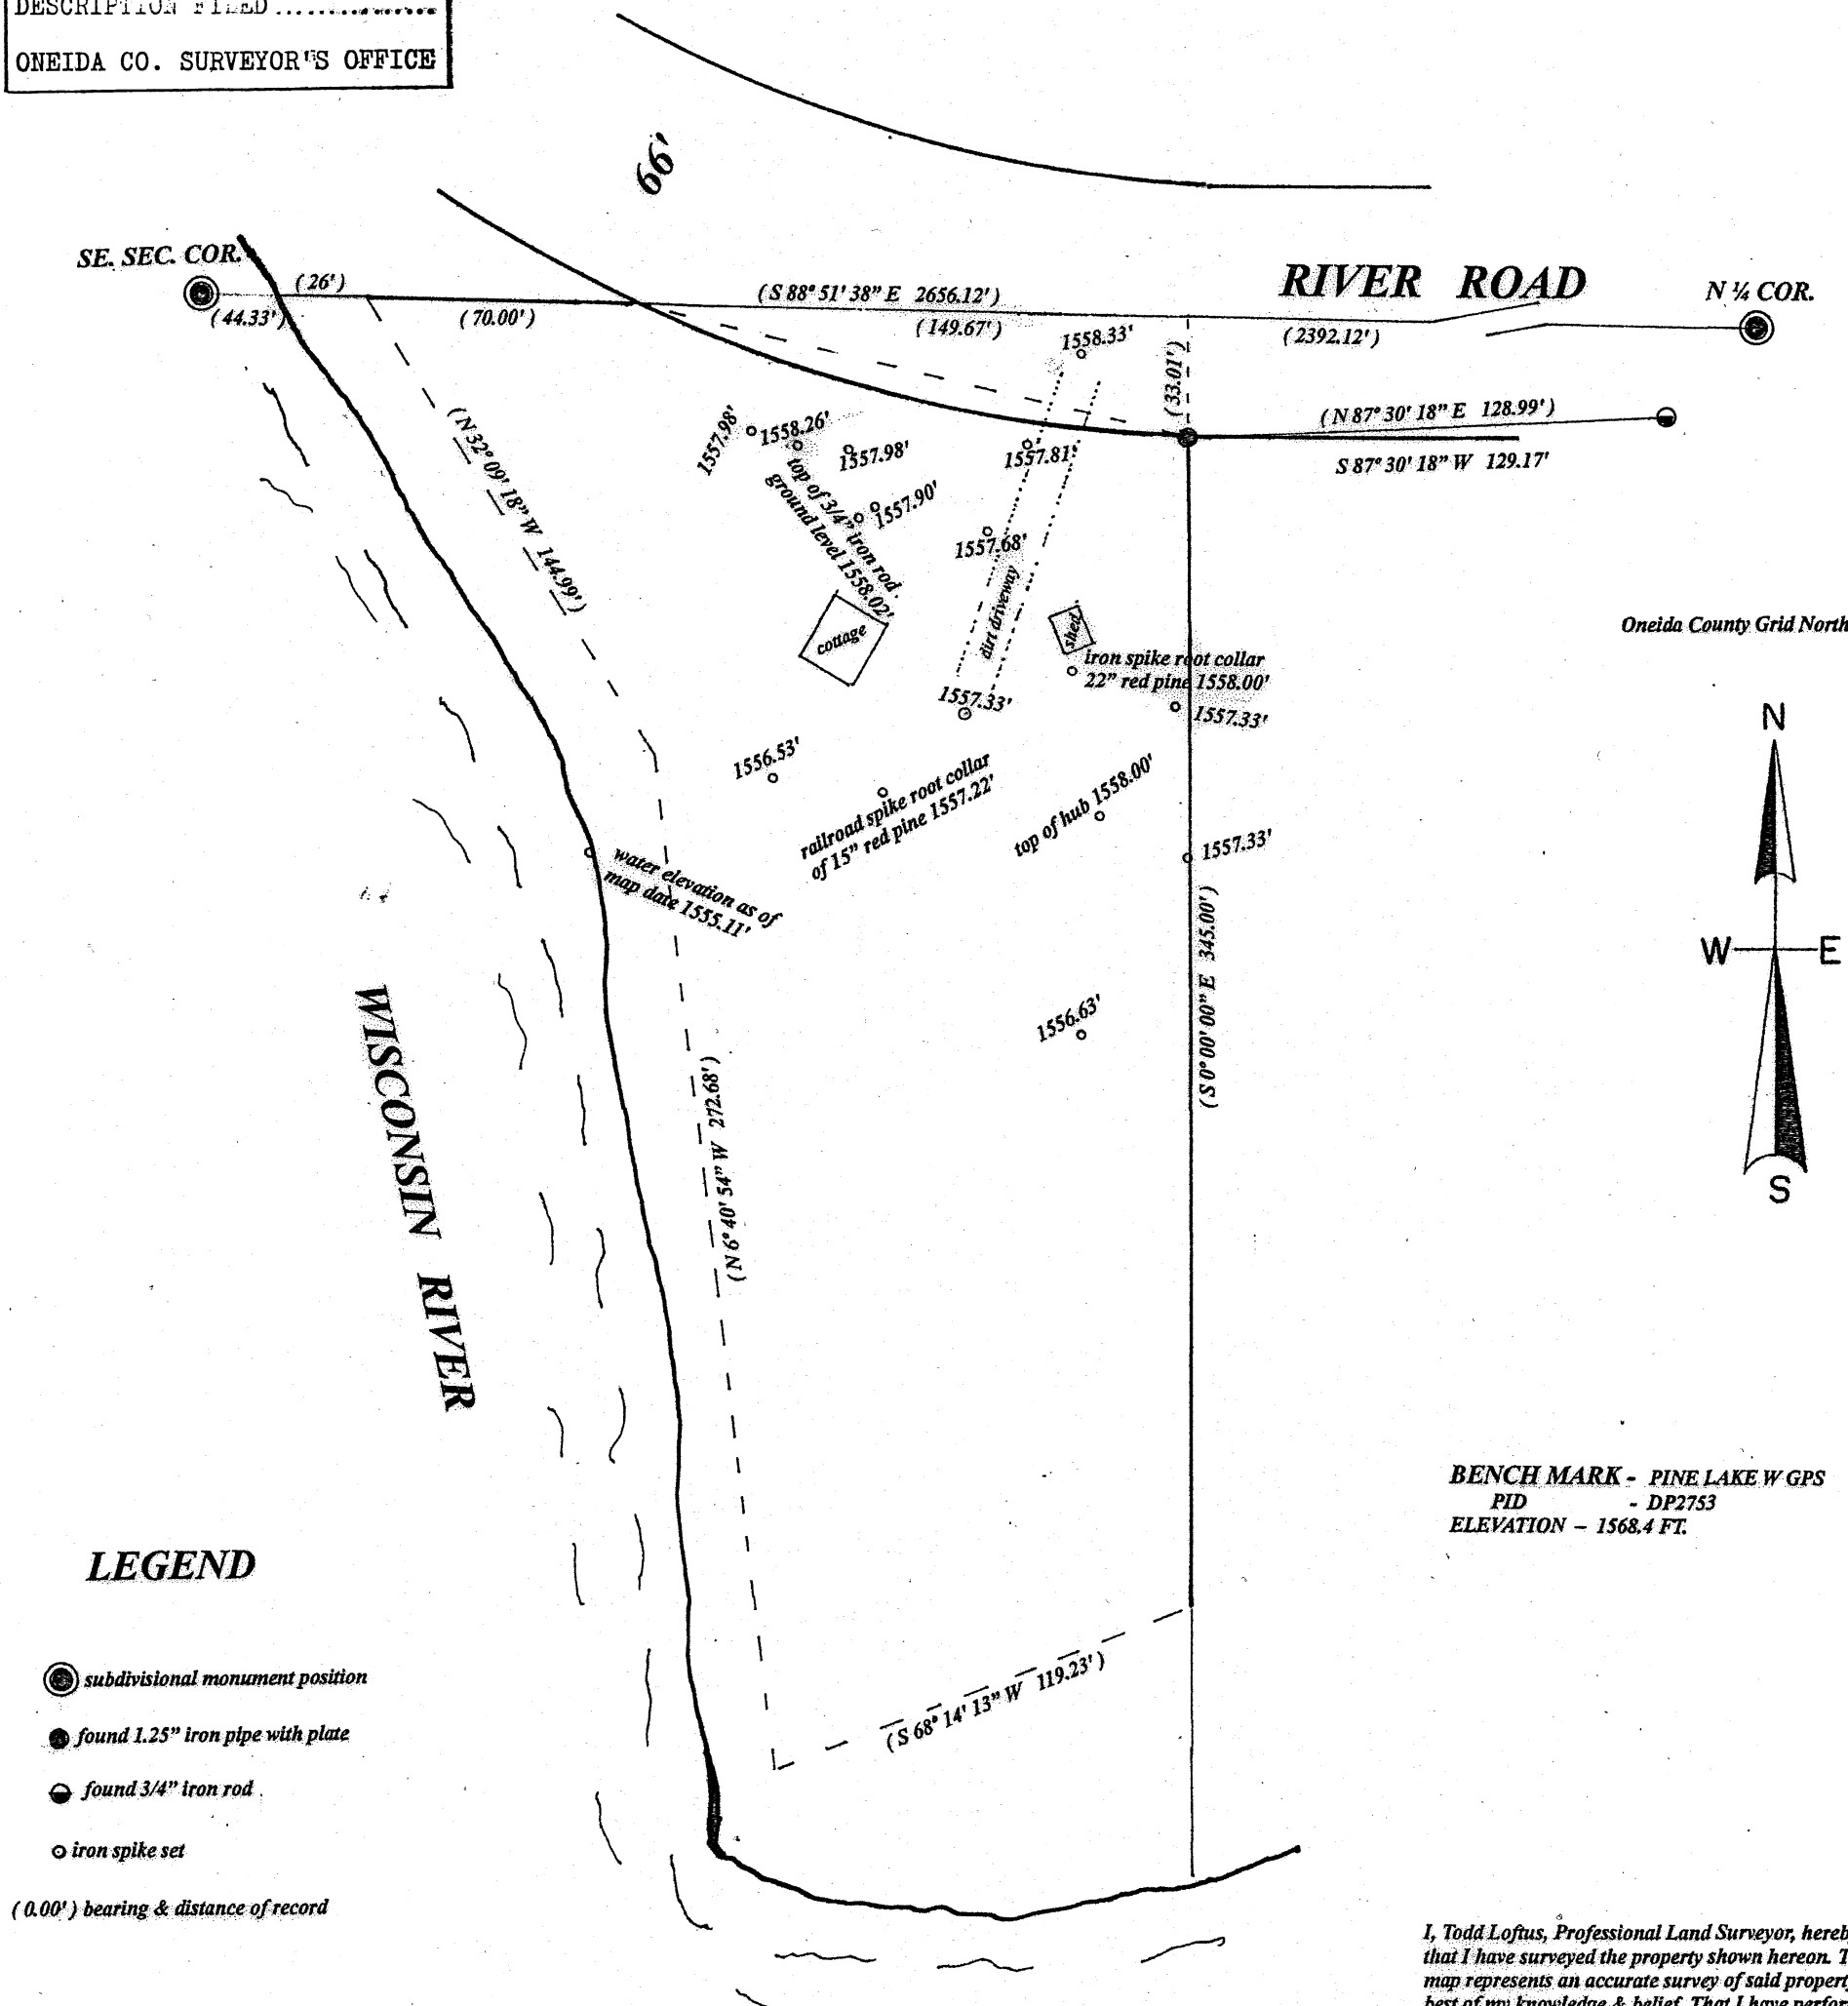 DESCRIPTION FILED ................
ONEIDA CO. SURVEYOR'S OFFICE
66'
SE. SEC. COR.
( 26' )
( 44.33' )
( 70.00' )
( S 88° 51' 38" E 2656.12' )
( 149.67' )
RIVER ROAD
( 2392.12' )
N ¼ COR.
1558.33'
( 33.01' )
( N 87° 30' 18" E 128.99' )
S 87° 30' 18" W 129.17'
( N 32° 09' 18" W 144.99' )
1557.98'
1558.26'
top of 3/4" iron rod
ground level 1558.02'
1557.98'
1557.90'
1557.81'
1557.68'
dirt driveway
cottage
shed
iron spike root collar
22" red pine 1558.00'
1557.33'
1557.33'
Oneida County Grid North
N
W
E
S
1556.53'
railroad spike root collar
of 15" red pine 1557.22'
top of hub 1558.00'
1557.33'
water elevation as of
map date 1555.11'
( S 0° 00' 00" E 345.00' )
1556.63'
WISCONSIN RIVER
( N 6° 40' 54" W 272.68' )
BENCH MARK - PINE LAKE W GPS
PID - DP2753
ELEVATION – 1568.4 FT.
( S 68° 14' 13" W 119.23' )
LEGEND
subdivisional monument position
found 1.25" iron pipe with plate
found 3/4" iron rod
iron spike set
( 0.00' ) bearing & distance of record
I, Todd Loftus, Professional Land Surveyor, hereb
that I have surveyed the property shown hereon. T
map represents an accurate survey of said propert
best of my knowledge & belief. That I have perfor